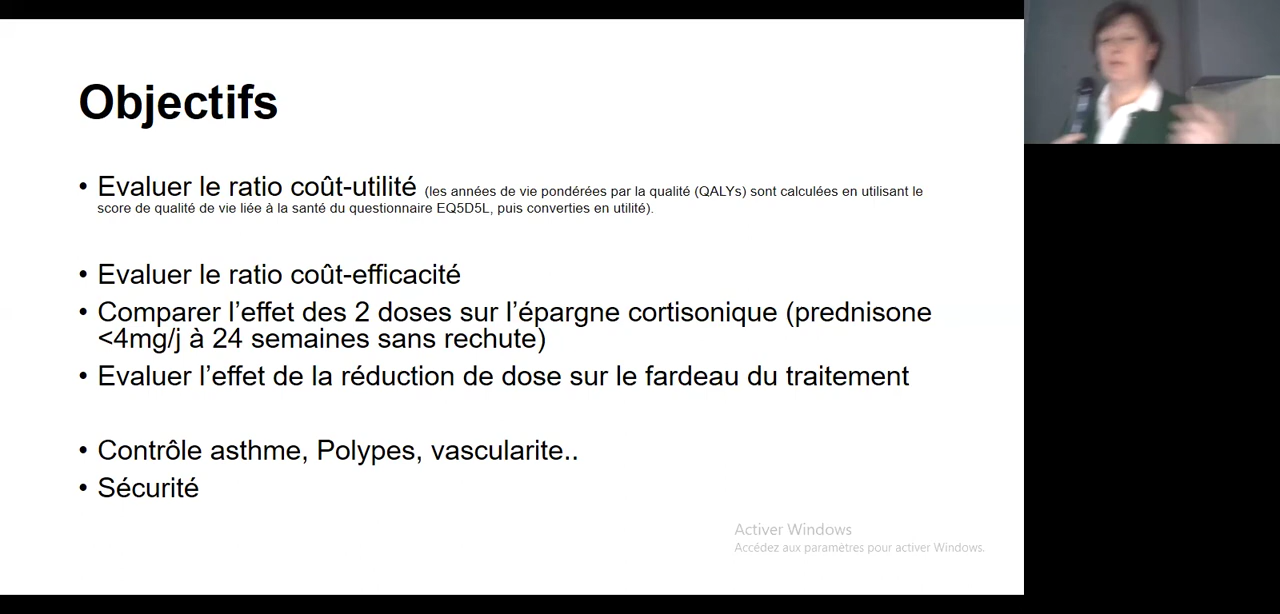 Objectifs
• Evaluer le ratio coût-utilité (les années de vie pondérées par la qualité (QALYs) sont calculées en utilisant le
score de qualité de vie liée à la santé du questionnaire EQ5D5L, puis converties en utilité).
• Evaluer le ratio coût-efficacité
• Comparer l’effet des 2 doses sur l’épargne cortisonique (prednisone
<4mg/j à 24 semaines sans rechute)
• Evaluer l’effet de la réduction de dose sur le fardeau du traitement
• Contrôle asthme, Polypes, vascularite..
• Sécurité
Activer Windows
Accédez aux paramètres pour activer Windows.